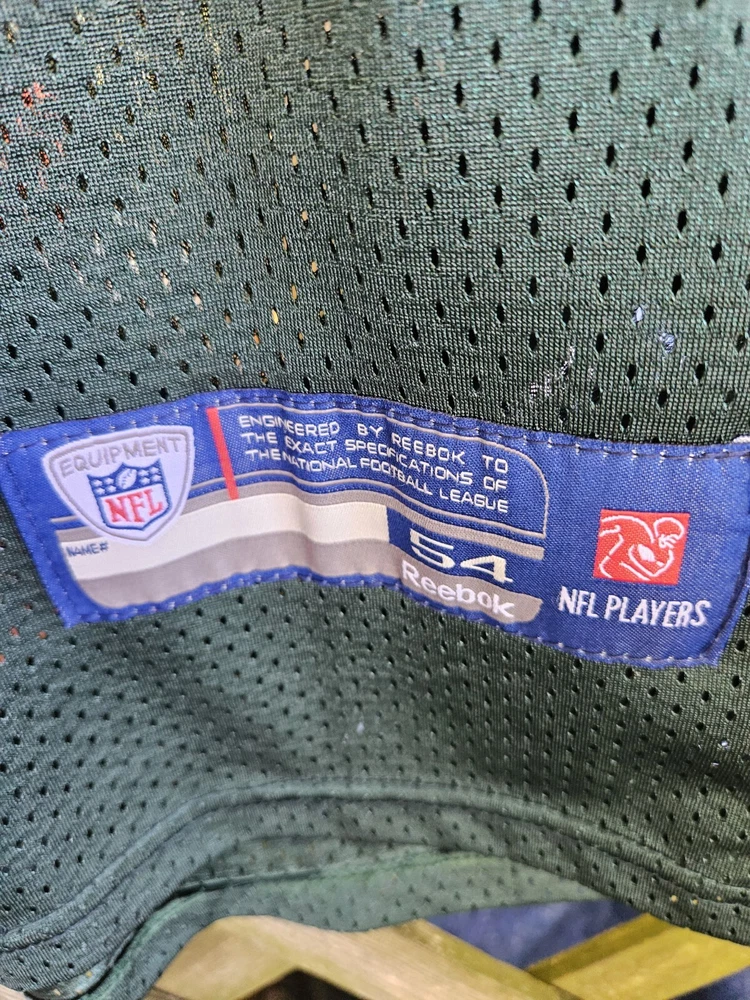 EQUIPMENT
NFL
NAME#
ENGINEERED BY REEBOK TO
THE EXACT SPECIFICATIONS OF
THE NATIONAL FOOTBALL LEAGUE
54
Reebok
NFL PLAYERS